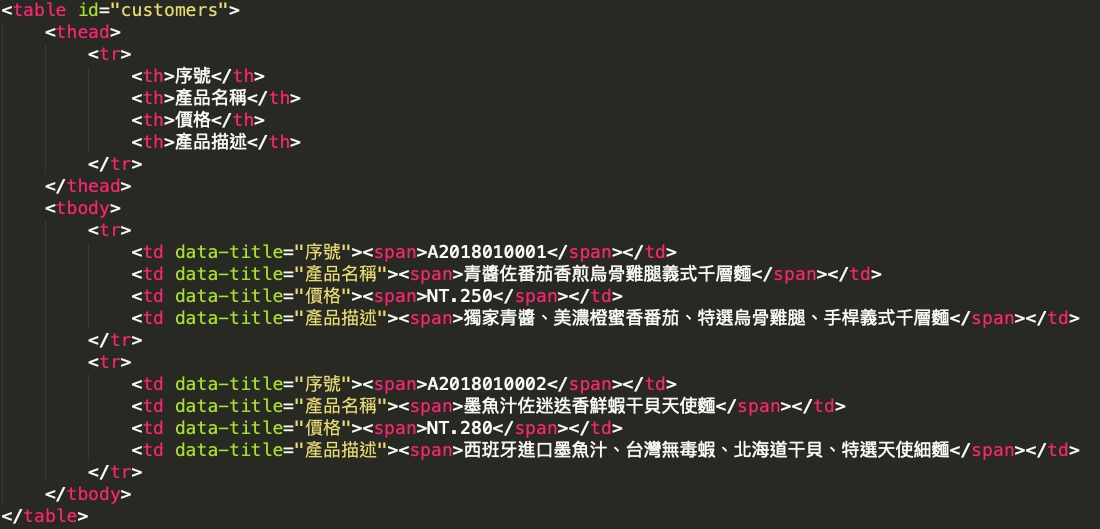 <table id="customers">
<thead>
<tr>
<th>序號</th>
<th>產品名稱</th>
<th>價格</th>
<th>產品描述</th>
</tr>
</thead>
<tbody>
<tr>
<td data-title="序號"><span>A2018010001</span></td>
<td data-title="產品名稱"><span>青醬佐番茄香煎烏骨雞腿義式千層麵</span></td>
<td data-title="價格"><span>NT.250</span></td>
<td data-title="產品描述"><span>獨家青醬、美濃橙蜜香番茄、特選烏骨雞腿、手桿義式千層麵</span></td>
</tr>
<tr>
<td data-title="序號"><span>A2018010002</span></td>
<td data-title="產品名稱"><span>墨魚汁佐迷迭香鮮蝦干貝天使麵</span></td>
<td data-title="價格"><span>NT.280</span></td>
<td data-title="產品描述"><span>西班牙進口墨魚汁、台灣無毒蝦、北海道干貝、特選天使細麵</span></td>
</tr>
</tbody>
</table>